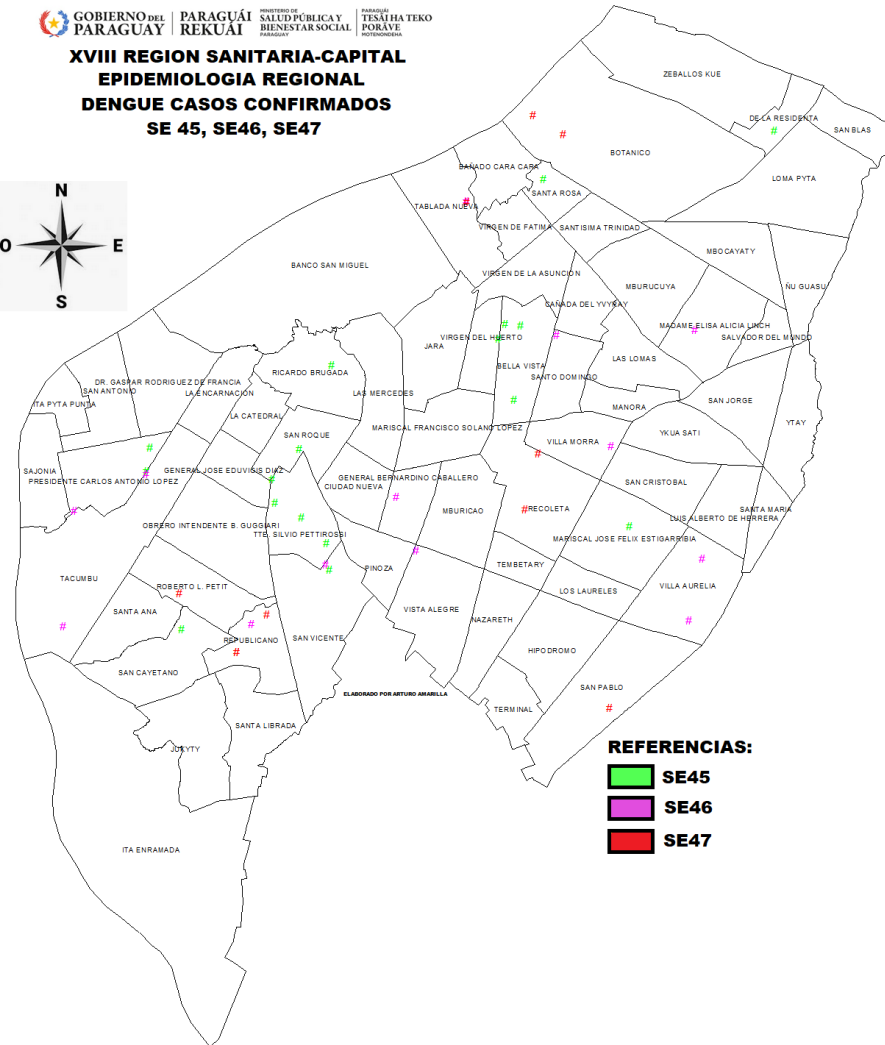 GOBIERNO DEL PARAGUAY
PARAGUÁI REKUÁI
MINISTERIO DE
SALUD PÚBLICA Y
BIENESTAR SOCIAL
PARAGUAY
PARAGUÁI
TESÃI HA TEKO
PORÃVE
MOTENONDEHA
XVIII REGION SANITARIA-CAPITAL
EPIDEMIOLOGIA REGIONAL
DENGUE CASOS CONFIRMADOS
SE 45, SE46, SE47
N
O
E
S
ZEBALLOS KUE
DE LA RESIDENTA
SAN BLAS
BOTANICO
BAÑADO CARA CARA
LOMA PYTA
SANTA ROSA
TABLADA NUEVA
VIRGEN DE FATIMA
SANTISIMA TRINIDAD
MBOCAYATY
BANCO SAN MIGUEL
VIRGEN DE LA ASUNCION
MBURUCUYA
ÑU GUASU
CAÑADA DEL YVYRAY
MADAME ELISA ALICIA LINCH
VIRGEN DEL HUERTO
SALVADOR DEL MUNDO
JARA
LAS LOMAS
BELLA VISTA
RICARDO BRUGADA
SANTO DOMINGO
DR. GASPAR RODRIGUEZ DE FRANCIA
SAN ANTONIO
LA ENCARNACION
LAS MERCEDES
ITA PYTA PUNTA
MANORA
SAN JORGE
LA CATEDRAL
YTAY
MARISCAL FRANCISCO SOLANO LOPEZ
SAN ROQUE
YKUA SATI
VILLA MORRA
SAJONIA
GENERAL JOSE EDUVIGIS DIAZ
PRESIDENTE CARLOS ANTONIO LOPEZ
GENERAL BERNARDINO CABALLERO
CIUDAD NUEVA
SAN CRISTOBAL
MBURICAO
RECOLETA
SANTA MARIA
LUIS ALBERTO DE HERRERA
OBRERO INTENDENTE B. GUGGIARI
TTE. SILVIO PETTIROSSI
MARISCAL JOSE FELIX ESTIGARRIBIA
PINOZA
TEMBETARY
TACUMBU
ROBERTO L. PETIT
VILLA AURELIA
LOS LAURELES
SANTA ANA
VISTA ALEGRE
NAZARETH
REPUBLICANO
SAN VICENTE
HIPODROMO
SAN CAYETANO
SAN PABLO
ELABORADO POR ARTURO AMARILLA
TERMINAL
SANTA LIBRADA
JUKYTY
REFERENCIAS:
SE45
SE46
SE47
ITA ENRAMADA